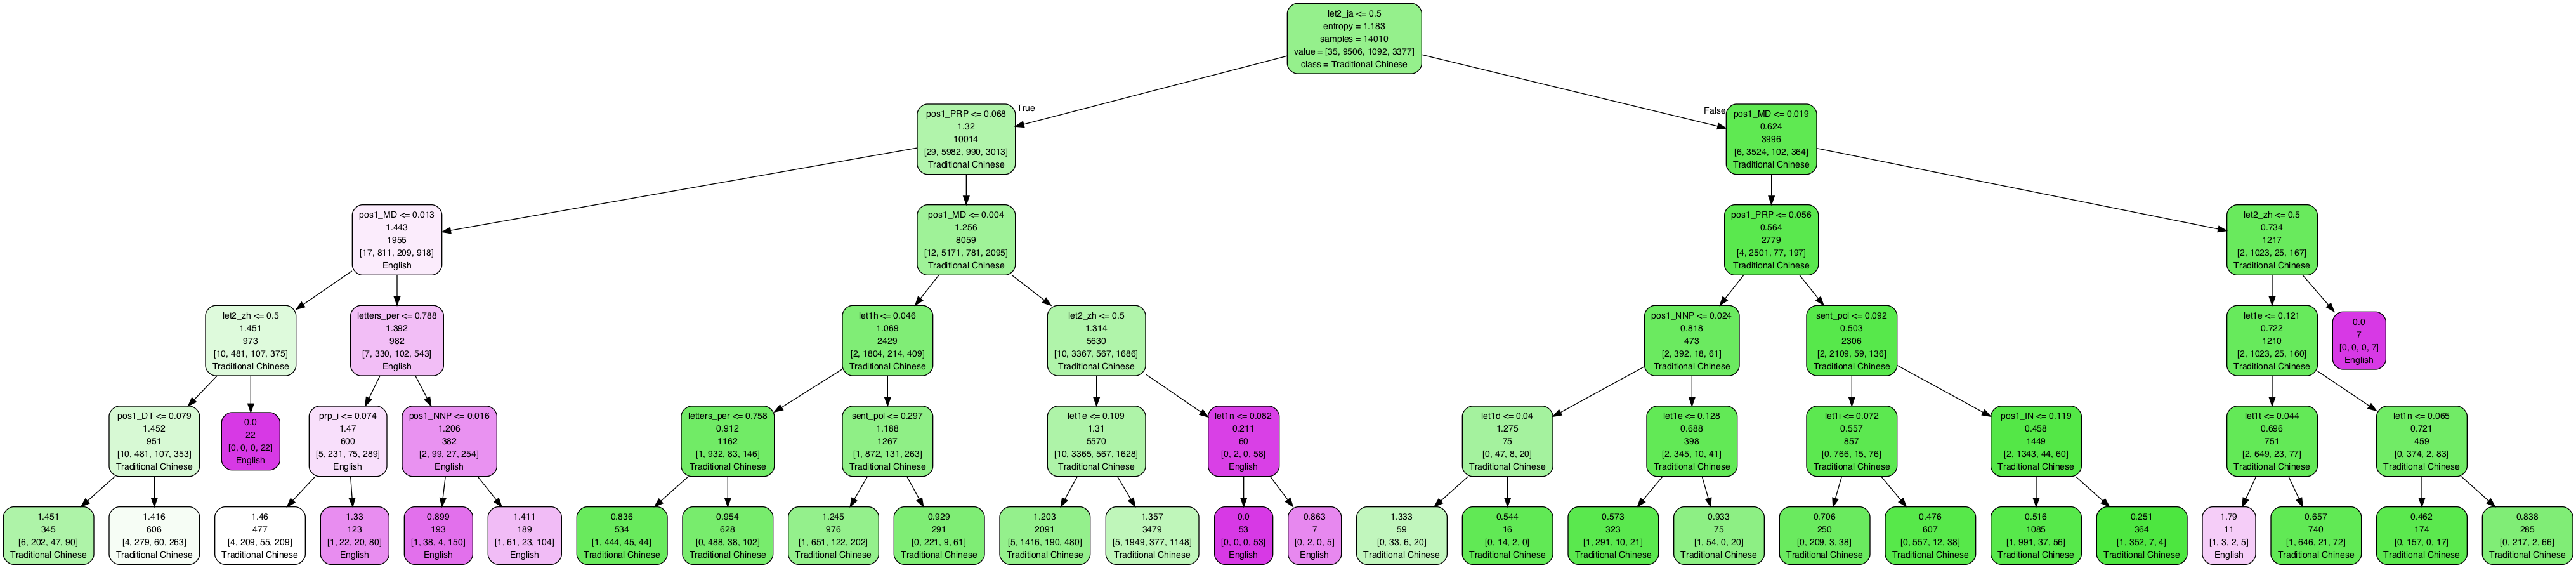 let2_ja <= 0.5
entropy = 1.183
samples = 14010
value = [35, 9506, 1092, 3377]
class = Traditional Chinese
True
False
pos1_PRP <= 0.068
1.32
10014
[29, 5982, 990, 3013]
Traditional Chinese
pos1_MD <= 0.019
0.624
3996
[6, 3524, 102, 364]
Traditional Chinese
pos1_MD <= 0.013
1.443
1955
[17, 811, 209, 918]
English
pos1_MD <= 0.004
1.256
8059
[12, 5171, 781, 2095]
Traditional Chinese
pos1_PRP <= 0.056
0.564
2779
[4, 2501, 77, 197]
Traditional Chinese
let2_zh <= 0.5
0.734
1217
[2, 1023, 25, 167]
Traditional Chinese
let2_zh <= 0.5
1.451
973
[10, 481, 107, 375]
Traditional Chinese
letters_per <= 0.788
1.392
982
[7, 330, 102, 543]
English
let1h <= 0.046
1.069
2429
[2, 1804, 214, 409]
Traditional Chinese
let2_zh <= 0.5
1.314
5630
[10, 3367, 567, 1686]
Traditional Chinese
pos1_NNP <= 0.024
0.818
473
[2, 392, 18, 61]
Traditional Chinese
sent_pol <= 0.092
0.503
2306
[2, 2109, 59, 136]
Traditional Chinese
let1e <= 0.121
0.722
1210
[2, 1023, 25, 160]
Traditional Chinese
0.0
7
[0, 0, 0, 7]
English
pos1_DT <= 0.079
1.452
951
[10, 481, 107, 353]
Traditional Chinese
0.0
22
[0, 0, 0, 22]
English
prp_i <= 0.074
1.47
600
[5, 231, 75, 289]
English
pos1_NNP <= 0.016
1.206
382
[2, 99, 27, 254]
English
letters_per <= 0.758
0.912
1162
[1, 932, 83, 146]
Traditional Chinese
sent_pol <= 0.297
1.188
1267
[1, 872, 131, 263]
Traditional Chinese
let1e <= 0.109
1.31
5570
[10, 3365, 567, 1628]
Traditional Chinese
let1n <= 0.082
0.211
60
[0, 2, 0, 58]
English
let1d <= 0.04
1.275
75
[0, 47, 8, 20]
Traditional Chinese
let1e <= 0.128
0.688
398
[2, 345, 10, 41]
Traditional Chinese
let1i <= 0.072
0.557
857
[0, 766, 15, 76]
Traditional Chinese
pos1_IN <= 0.119
0.458
1449
[2, 1343, 44, 60]
Traditional Chinese
let1t <= 0.044
0.696
751
[2, 649, 23, 77]
Traditional Chinese
let1n <= 0.065
0.721
459
[0, 374, 2, 83]
Traditional Chinese
1.451
345
[6, 202, 47, 90]
Traditional Chinese
1.416
606
[4, 279, 60, 263]
Traditional Chinese
1.46
477
[4, 209, 55, 209]
Traditional Chinese
1.33
123
[1, 22, 20, 80]
English
0.899
193
[1, 38, 4, 150]
English
1.411
189
[1, 61, 23, 104]
English
0.836
534
[1, 444, 45, 44]
Traditional Chinese
0.954
628
[0, 488, 38, 102]
Traditional Chinese
1.245
976
[1, 651, 122, 202]
Traditional Chinese
0.929
291
[0, 221, 9, 61]
Traditional Chinese
1.203
2091
[5, 1416, 190, 480]
Traditional Chinese
1.357
3479
[5, 1949, 377, 1148]
Traditional Chinese
0.0
53
[0, 0, 0, 53]
English
0.863
7
[0, 2, 0, 5]
English
1.333
59
[0, 33, 6, 20]
Traditional Chinese
0.544
16
[0, 14, 2, 0]
Traditional Chinese
0.573
323
[1, 291, 10, 21]
Traditional Chinese
0.933
75
[1, 54, 0, 20]
Traditional Chinese
0.706
250
[0, 209, 3, 38]
Traditional Chinese
0.476
607
[0, 557, 12, 38]
Traditional Chinese
0.516
1085
[1, 991, 37, 56]
Traditional Chinese
0.251
364
[1, 352, 7, 4]
Traditional Chinese
1.79
11
[1, 3, 2, 5]
English
0.657
740
[1, 646, 21, 72]
Traditional Chinese
0.462
174
[0, 157, 0, 17]
Traditional Chinese
0.838
285
[0, 217, 2, 66]
Traditional Chinese